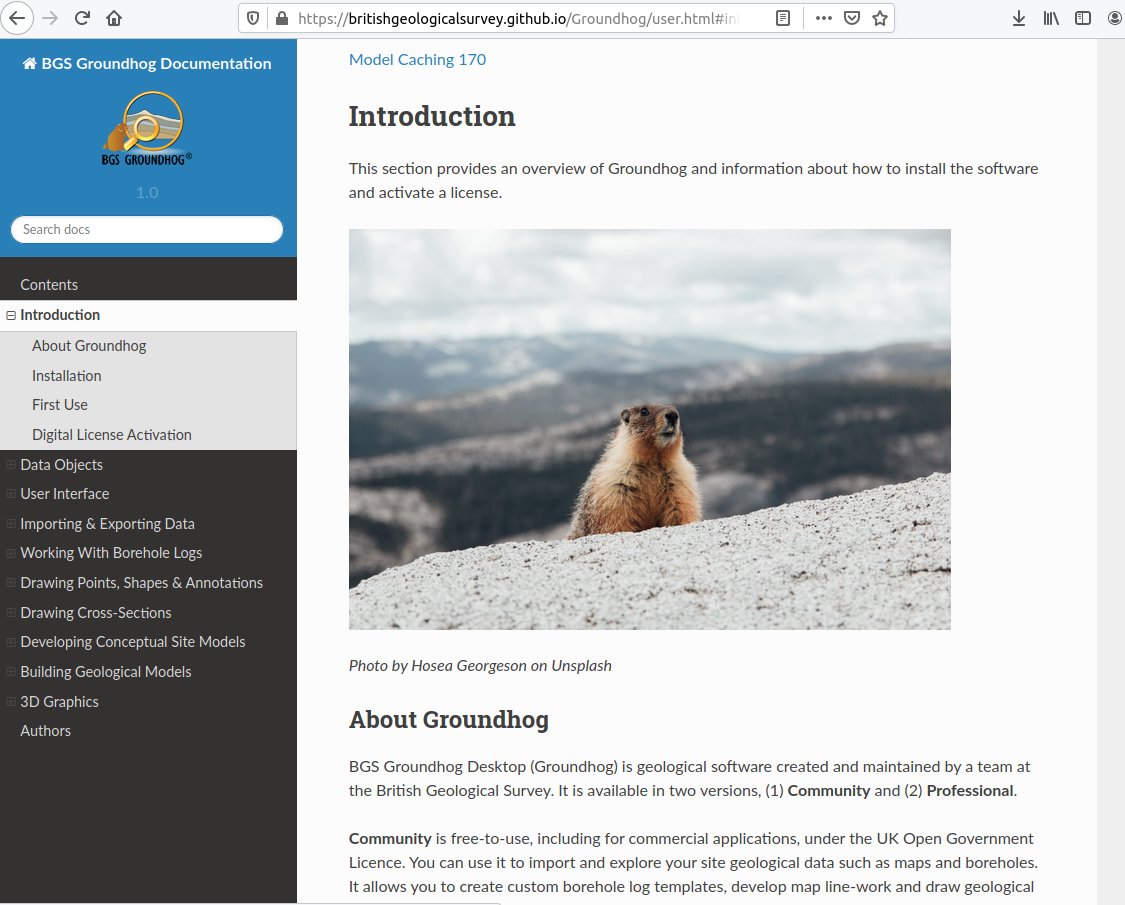 https://britishgeologicalsurvey.github.io/Groundhog/user.html#in
BGS Groundhog Documentation
BGS GROUNDHOG®
1.0
Search docs
Contents
Introduction
About Groundhog
Installation
First Use
Digital License Activation
Data Objects
User Interface
Importing & Exporting Data
Working With Borehole Logs
Drawing Points, Shapes & Annotations
Drawing Cross-Sections
Developing Conceptual Site Models
Building Geological Models
3D Graphics
Authors
Model Caching 170
Introduction
This section provides an overview of Groundhog and information about how to install the software
and activate a license.
Photo by Hosea Georgeson on Unsplash
About Groundhog
BGS Groundhog Desktop (Groundhog) is geological software created and maintained by a team at
the British Geological Survey. It is available in two versions, (1) Community and (2) Professional.
Community is free-to-use, including for commercial applications, under the UK Open Government
Licence. You can use it to import and explore your site geological data such as maps and boreholes.
It allows you to create custom borehole log templates, develop map line-work and draw geological